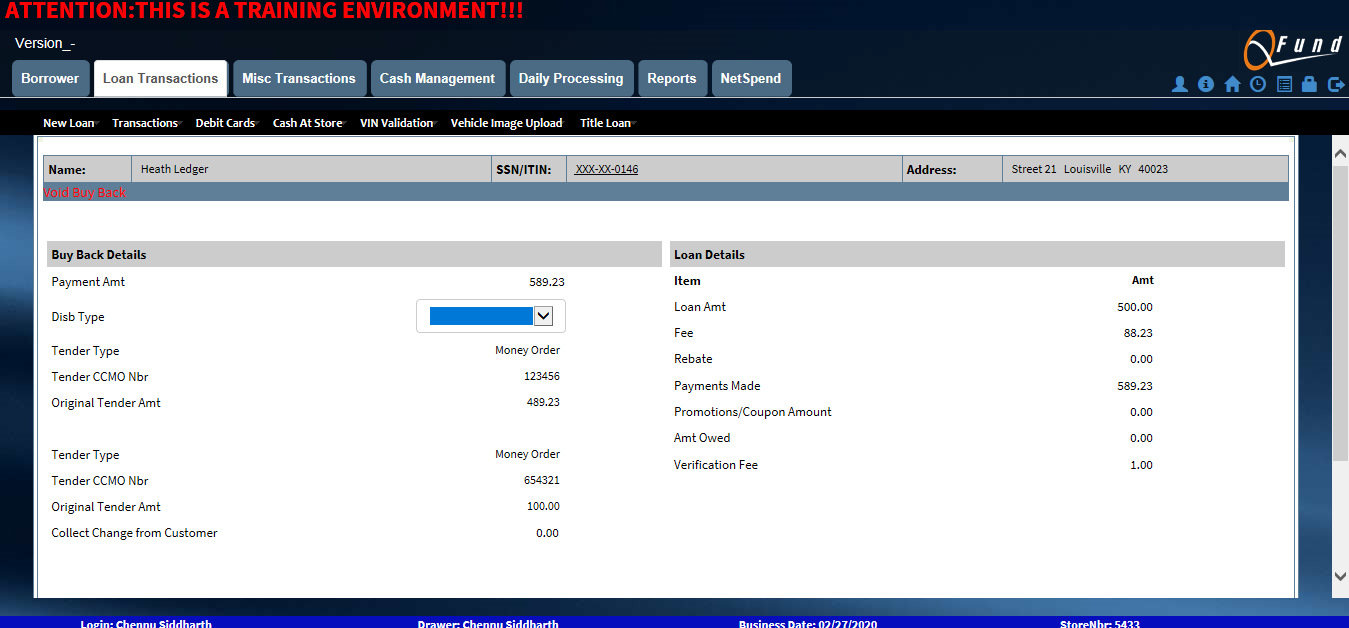 ATTENTION:THIS IS A TRAINING ENVIRONMENT!!!
Version_-
QFund
Borrower Loan Transactions Misc Transactions Cash Management Daily Processing Reports NetSpend
New Loan Transactions Debit Cards Cash At Store VIN Validation Vehicle Image Upload Title Loan
Name: Heath Ledger SSN/ITIN: XXX-XX-0146 Address: Street 21 Louisville KY 40023
Void Buy Back
Buy Back Details
Payment Amt 589.23
Disb Type
Tender Type Money Order
Tender CCMO Nbr 123456
Original Tender Amt 489.23
Tender Type Money Order
Tender CCMO Nbr 654321
Original Tender Amt 100.00
Collect Change from Customer 0.00
Loan Details
Item Amt
Loan Amt 500.00
Fee 88.23
Rebate 0.00
Payments Made 589.23
Promotions/Coupon Amount 0.00
Amt Owed 0.00
Verification Fee 1.00
Login: Chennu Siddharth Drawer: Chennu Siddharth Business Date: 02/27/2020 StoreNbr: 5433